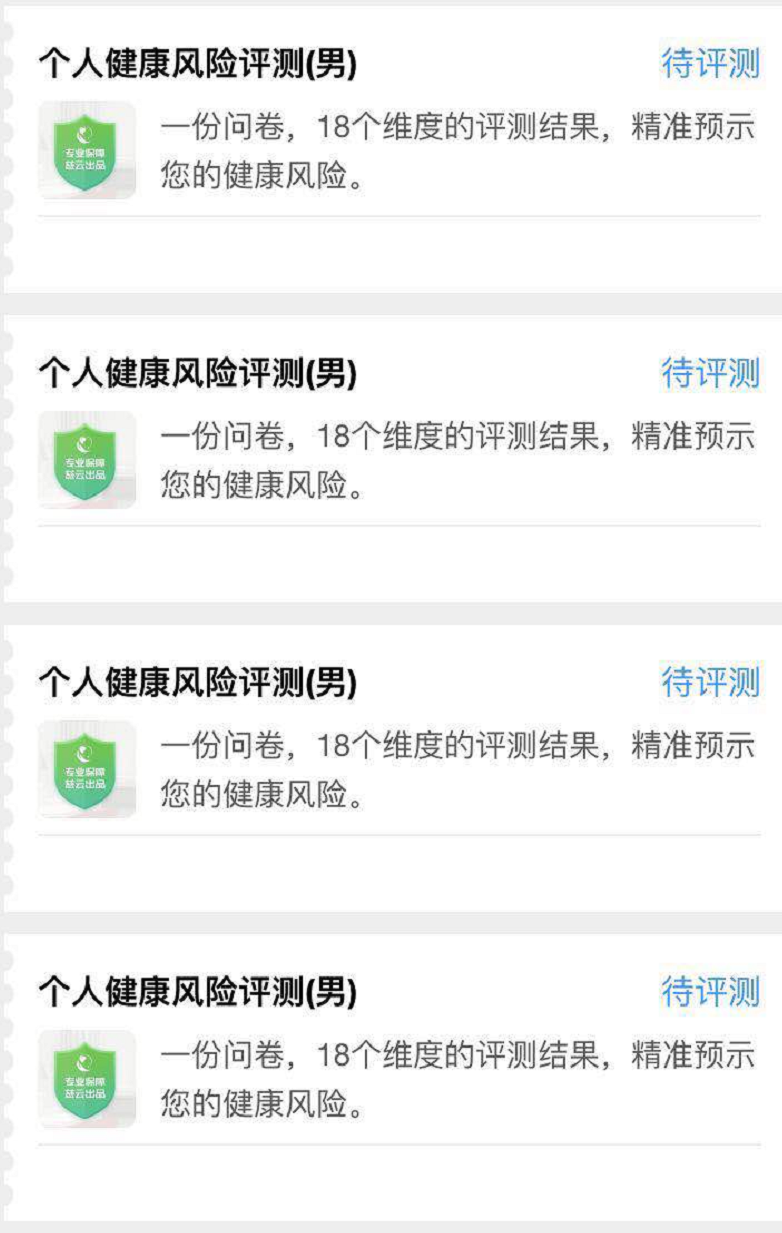 个人健康风险评测(男)
待评测
专业保障
慈云出品
一份问卷，18个维度的评测结果，精准预示
您的健康风险。
个人健康风险评测(男)
待评测
专业保障
慈云出品
一份问卷，18个维度的评测结果，精准预示
您的健康风险。
个人健康风险评测(男)
待评测
专业保障
慈云出品
一份问卷，18个维度的评测结果，精准预示
您的健康风险。
个人健康风险评测(男)
待评测
专业保障
慈云出品
一份问卷，18个维度的评测结果，精准预示
您的健康风险。